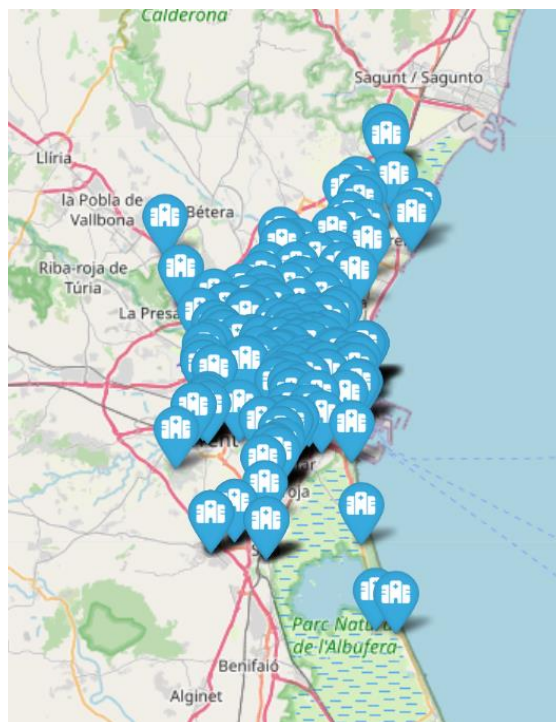 Calderona
Sagunt / Sagunto
Llíria
la Pobla de
Vallbona
Bétera
Riba-roja de
Túria
La Presa
Parc Natural
de l'Albufera
Benifaió
Alginet